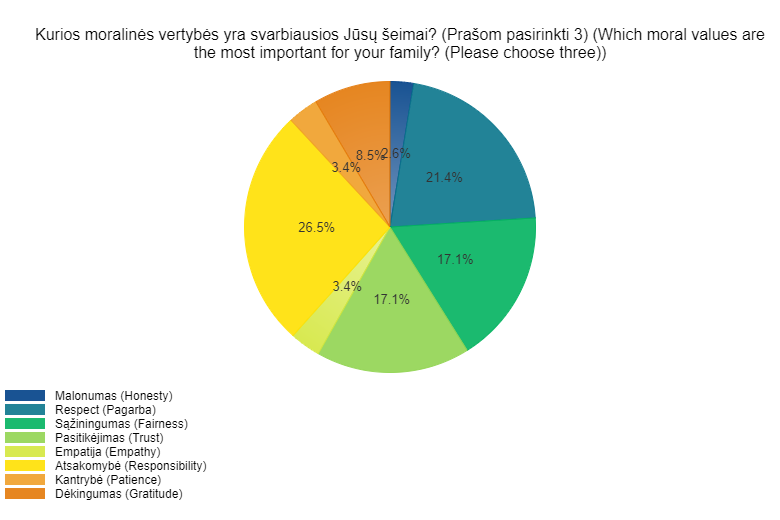 Kurios moralinės vertybės yra svarbiausios Jūsų šeimai? (Prašom pasirinkti 3) (Which moral values are
the most important for your family? (Please choose three))
8.5%
2.6%
3.4%
21.4%
26.5%
17.1%
3.4%
17.1%
Malonumas (Honesty)
Respect (Pagarba)
Sąžiningumas (Fairness)
Pasitikėjimas (Trust)
Empatija (Empathy)
Atsakomybė (Responsibility)
Kantrybė (Patience)
Dėkingumas (Gratitude)